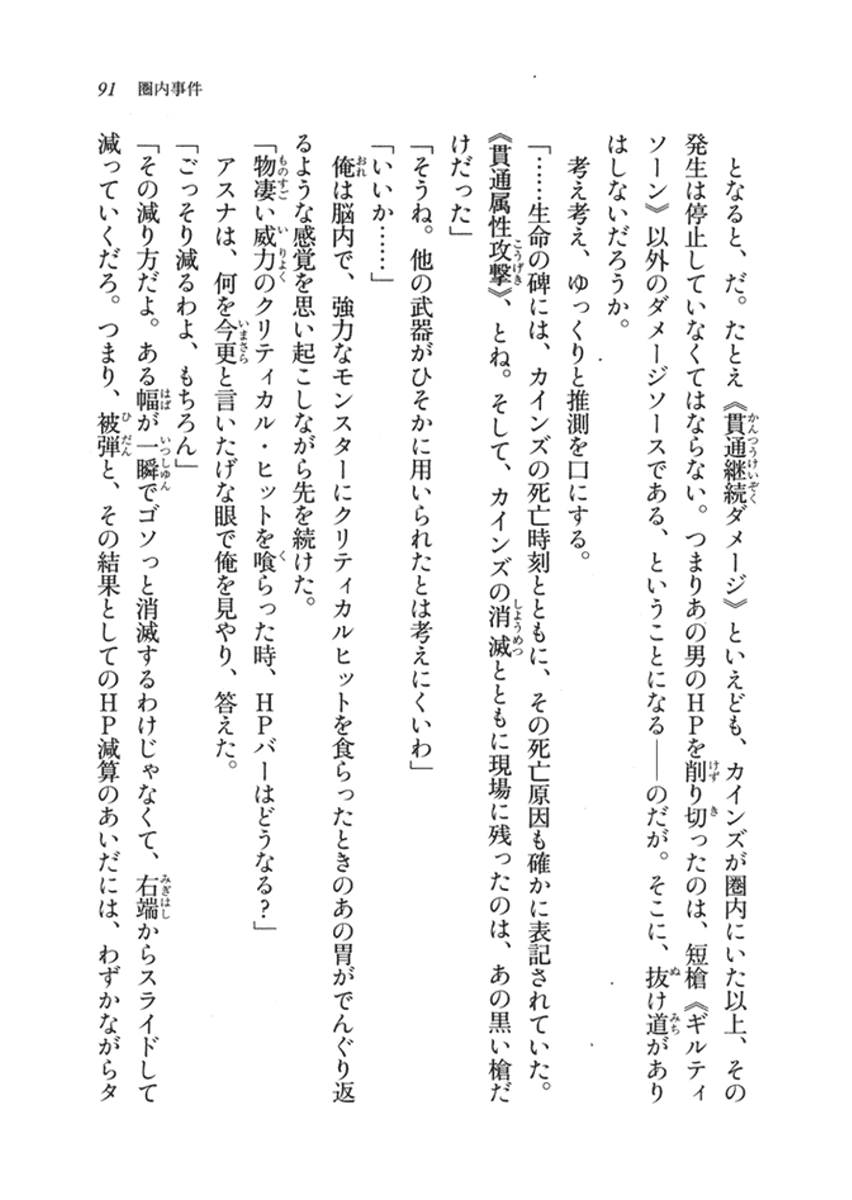 91 圏内事件
となると、だ。たとえ《貫通継続ダメージ》といえども、カインズが圏内にいた以上、その
発生は停止していなくてはならない。つまりあの男のHPを削り切ったのは、短槍《ギルティ
ソーン》以外のダメージソースである、ということになる――のだが。そこに、抜け道があり
はしないだろうか。
考え考え、ゆっくりと推測を口にする。
「……生命の碑には、カインズの死亡時刻とともに、その死亡原因も確かに表記されていた。
《貫通属性攻撃》、とね。そして、カインズの消滅とともに現場に残ったのは、あの黒い槍だ
けだった」
「そうね。他の武器がひそかに用いられたとは考えにくいわ」
「いいか……」
俺は脳内で、強力なモンスターにクリティカルヒットを食らったときのあの胃がでんぐり返
るような感覚を思い起こしながら先を続けた。
「物凄い威力のクリティカル・ヒットを喰らった時、HPバーはどうなる?」
アスナは、何を今更と言いたげな眼で俺を見やり、答えた。
「ごっそり減るわよ、もちろん」
「その減り方だよ。ある幅が一瞬でゴソっと消滅するわけじゃなくて、右端からスライドして
減っていくだろ。つまり、被弾と、その結果としてのHP減算のあいだには、わずかながらタ